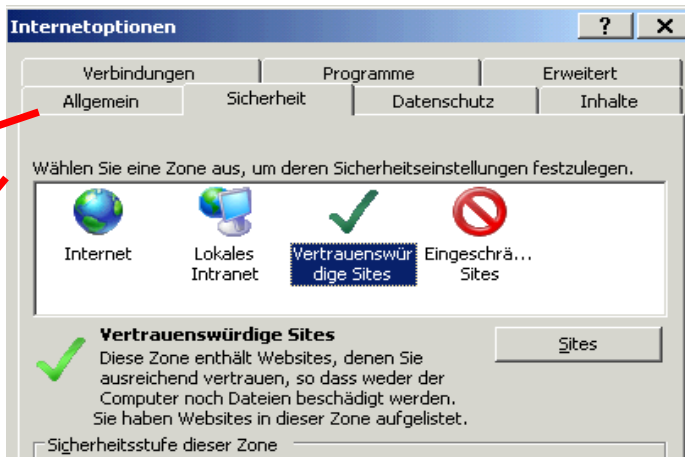 Internetoptionen ? X
Verbindungen Programme Erweitert
Allgemein Sicherheit Datenschutz Inhalte
Wählen Sie eine Zone aus, um deren Sicherheitseinstellungen festzulegen.
Internet
Lokales
Intranet
Vertrauenswür
dige Sites
Eingeschrä...
Sites
Vertrauenswürdige Sites
Diese Zone enthält Websites, denen Sie
ausreichend vertrauen, so dass weder der
Computer noch Dateien beschädigt werden.
Sie haben Websites in dieser Zone aufgelistet.
Sites
Sicherheitsstufe dieser Zone